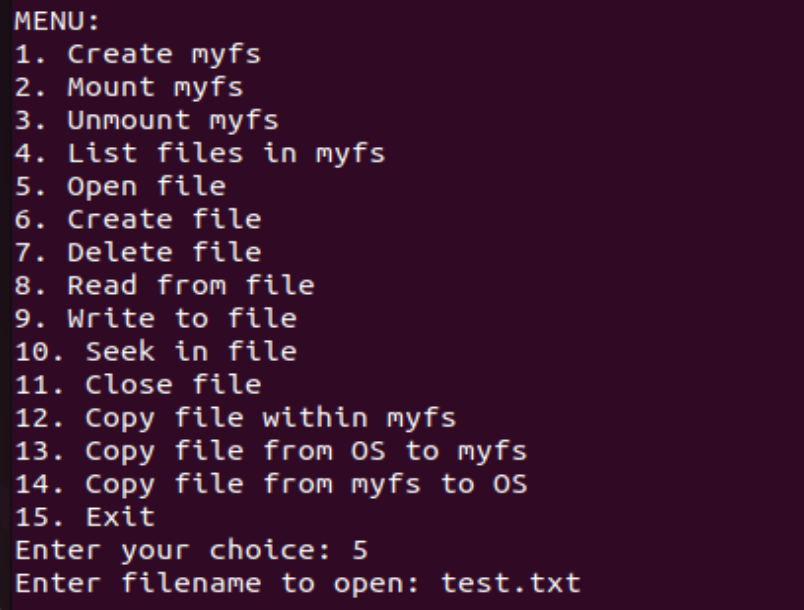 MENU:
1. Create myfs
2. Mount myfs
3. Unmount myfs
4. List files in myfs
5. Open file
6. Create file
7. Delete file
8. Read from file
9. Write to file
10. Seek in file
11. Close file
12. Copy file within myfs
13. Copy file from OS to myfs
14. Copy file from myfs to OS
15. Exit
Enter your choice: 5
Enter filename to open: test.txt